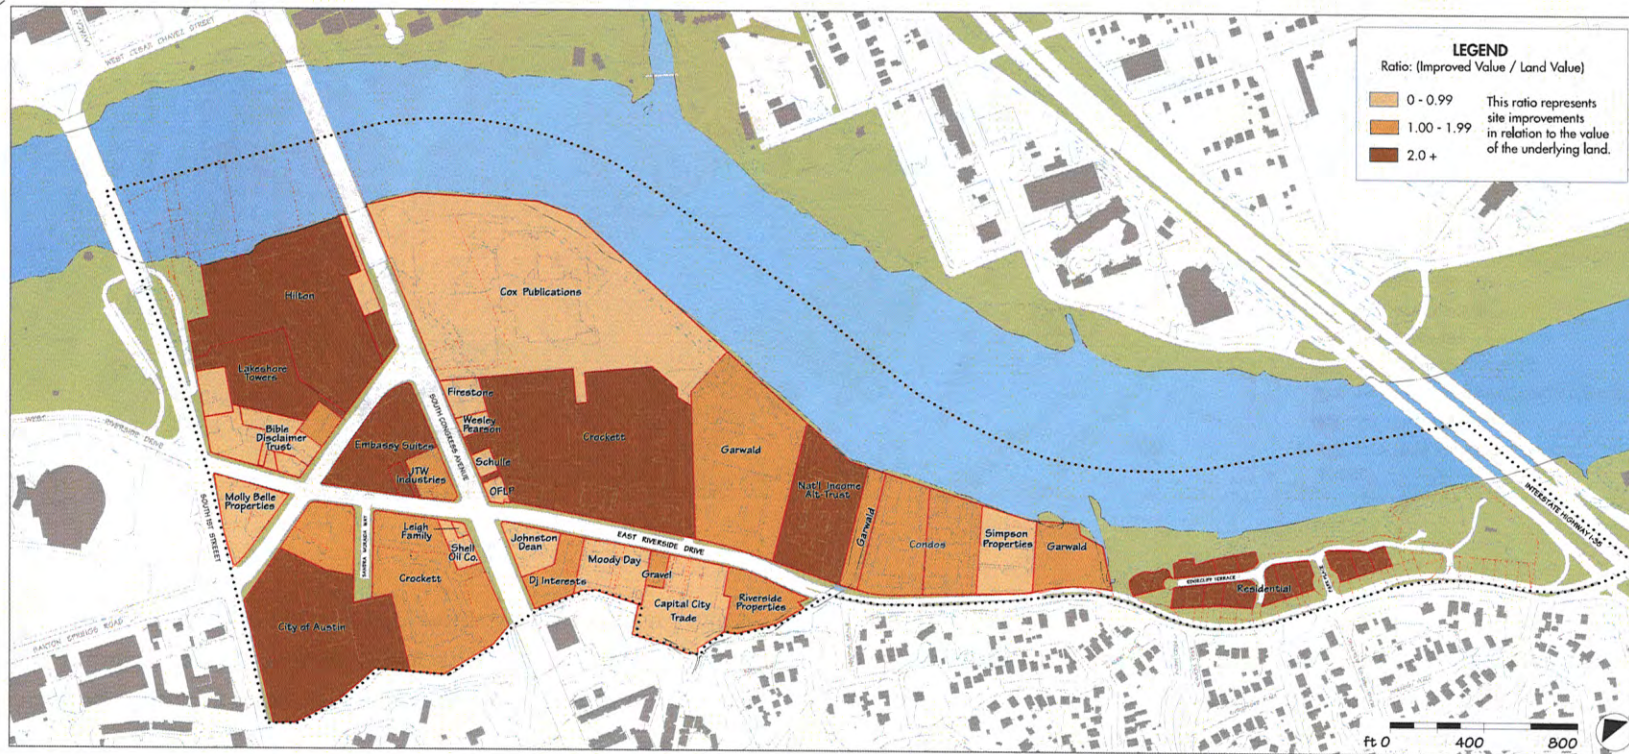 WEST CESAR CHAVEZ STREET
LEGEND
Ratio: (Improved Value / Land Value)
0 - 0.99
1.00 - 1.99
2.0 +
This ratio represents
site improvements
in relation to the value
of the underlying land.
Hilton
Cox Publications
Lakeshore
Towers
Firestone
Wesley
Pearson
SOUTH CONGRESS AVENUE
Bible
Disclaimer
Trust
Embassy Suites
JTW
Industries
Crockett
Schulle
OFLP
Garwald
Nat'l Income
Alt-Trust
Garwald
Condos
Simpson
Properties
Garwald
INTERSTATE HIGHWAY I-35
RIVERSIDE DRIVE
Molly Belle
Properties
SOUTH 1ST STREEET
Leigh
Family
Shell
Oil Co.
Crockett
Johnston
Dean
EAST RIVERSIDE DRIVE
Dj Interests
Moody Day
Gravel
Capital City
Trade
Riverside
Properties
EDGECLIFF TERRACE
Residential
City of Austin
BARTON SPRINGS ROAD
ft 0 400 800